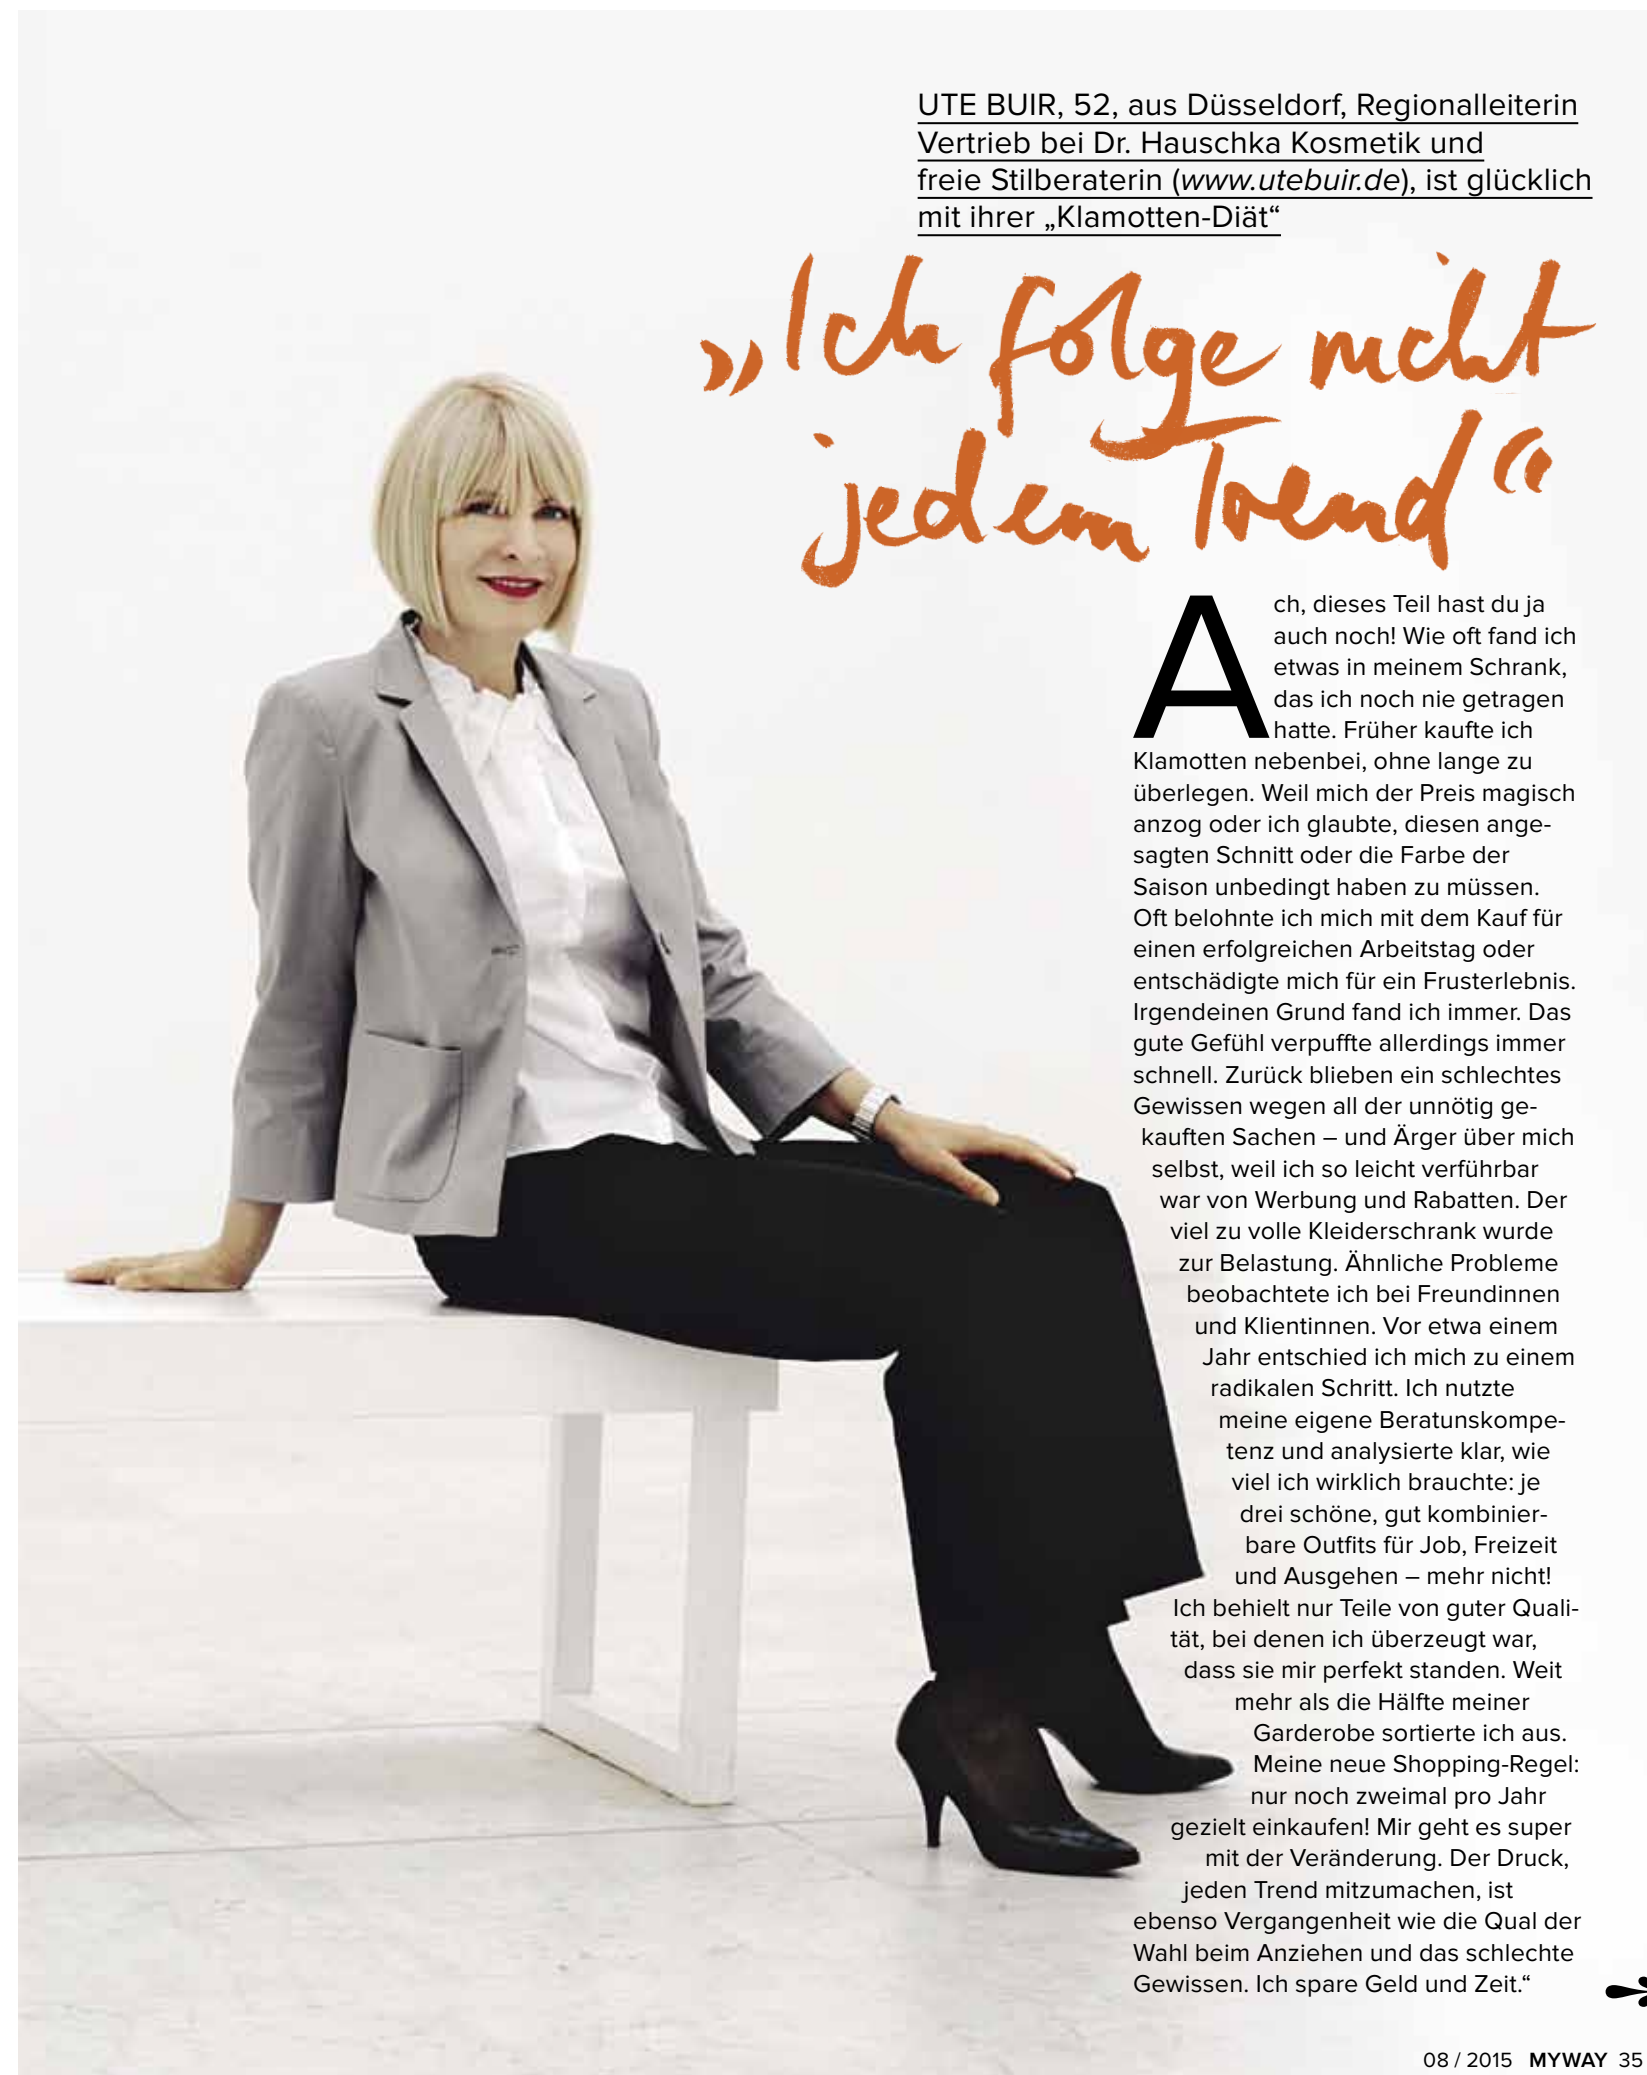 UTE BUIR, 52, aus Düsseldorf, Regionalleiterin
Vertrieb bei Dr. Hauschka Kosmetik und
freie Stilberaterin (www.utebuir.de), ist glücklich
mit ihrer „Klamotten-Diät“
„Ich folge nicht
jedem Trend“
Ach, dieses Teil hast du ja
auch noch! Wie oft fand ich
etwas in meinem Schrank,
das ich noch nie getragen
hatte. Früher kaufte ich
Klamotten nebenbei, ohne lange zu
überlegen. Weil mich der Preis magisch
anzog oder ich glaubte, diesen ange-
sagten Schnitt oder die Farbe der
Saison unbedingt haben zu müssen.
Oft belohnte ich mich mit dem Kauf für
einen erfolgreichen Arbeitstag oder
entschädigte mich für ein Frusterlebnis.
Irgendeinen Grund fand ich immer. Das
gute Gefühl verpuffte allerdings immer
schnell. Zurück blieben ein schlechtes
Gewissen wegen all der unnötig ge-
kauften Sachen – und Ärger über mich
selbst, weil ich so leicht verführbar
war von Werbung und Rabatten. Der
viel zu volle Kleiderschrank wurde
zur Belastung. Ähnliche Probleme
beobachtete ich bei Freundinnen
und Klientinnen. Vor etwa einem
Jahr entschied ich mich zu einem
radikalen Schritt. Ich nutzte
meine eigene Beratunskompe-
tenz und analysierte klar, wie
viel ich wirklich brauchte: je
drei schöne, gut kombinier-
bare Outfits für Job, Freizeit
und Ausgehen – mehr nicht!
Ich behielt nur Teile von guter Quali-
tät, bei denen ich überzeugt war,
dass sie mir perfekt standen. Weit
mehr als die Hälfte meiner
Garderobe sortierte ich aus.
Meine neue Shopping-Regel:
nur noch zweimal pro Jahr
gezielt einkaufen! Mir geht es super
mit der Veränderung. Der Druck,
jeden Trend mitzumachen, ist
ebenso Vergangenheit wie die Qual der
Wahl beim Anziehen und das schlechte
Gewissen. Ich spare Geld und Zeit.“
08 / 2015 MYWAY 35